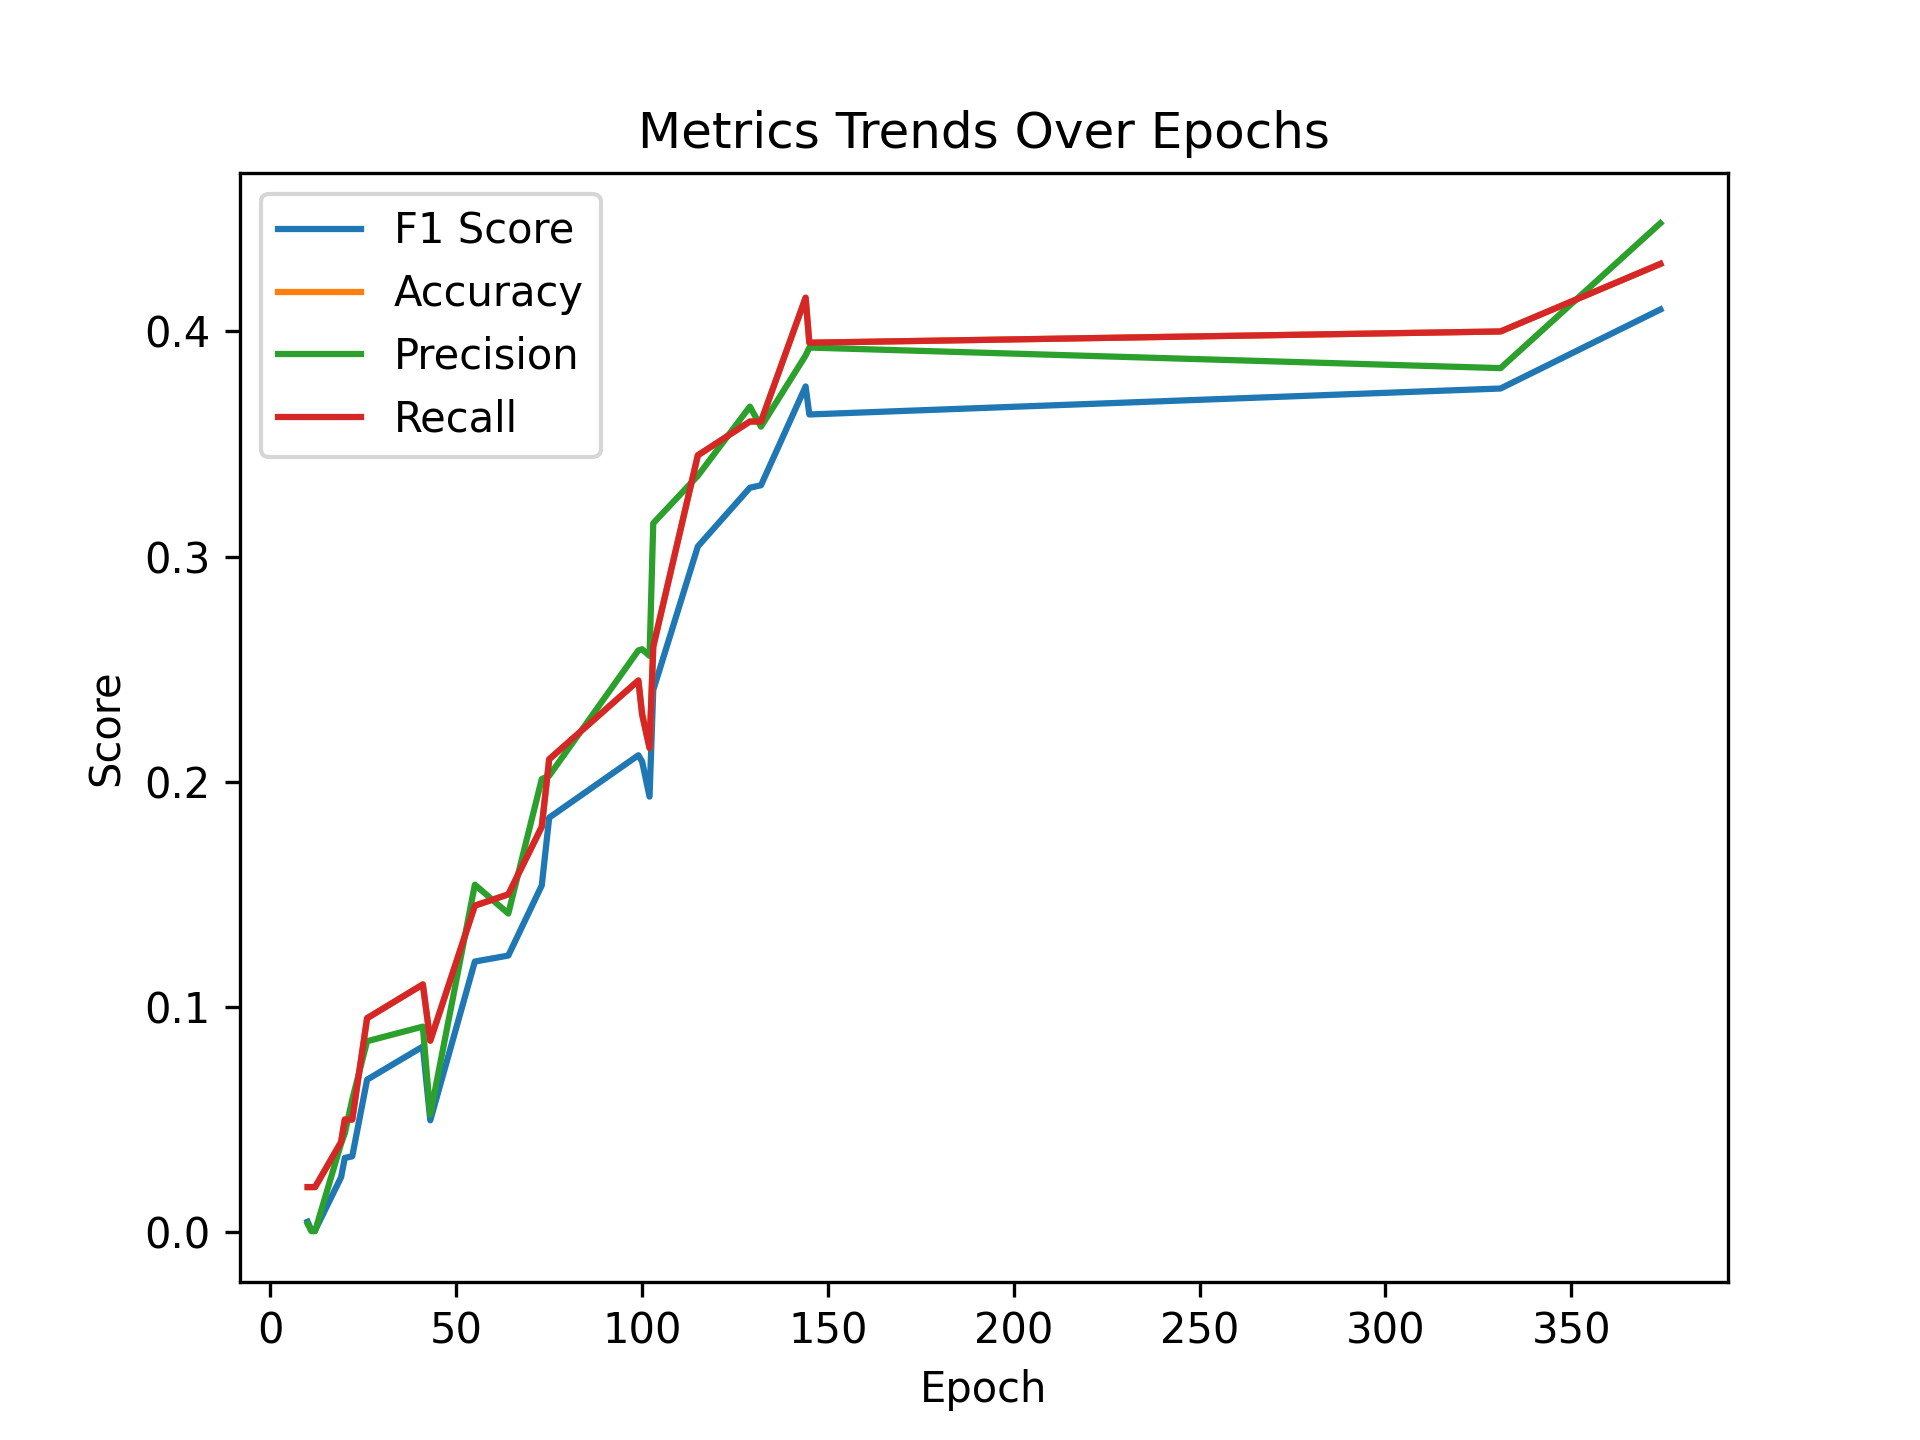 Metrics Trends Over Epochs
F1 Score
Accuracy
Precision
Recall
0.4
0.3
0.2
0.1
0.0
Score
0 50 100 150 200 250 300 350
Epoch